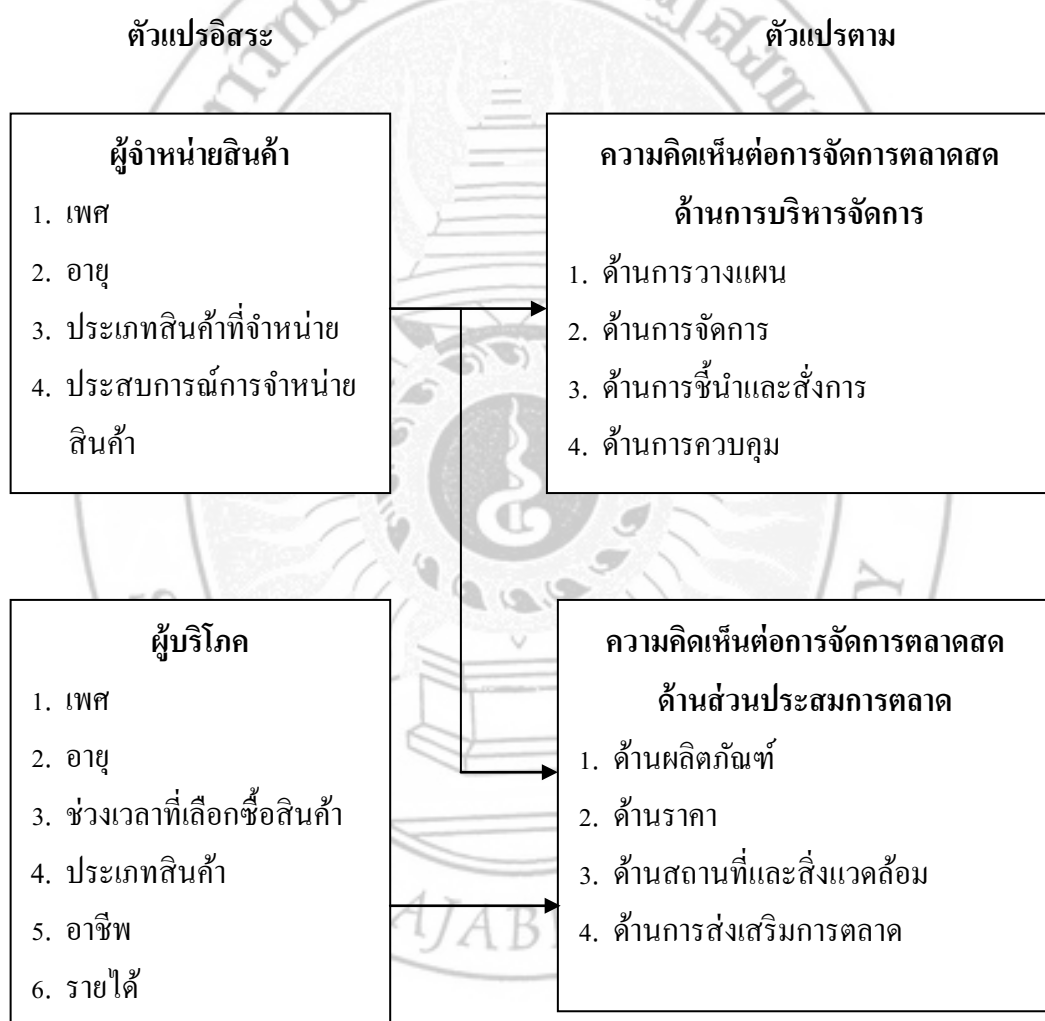 ตัวแปรอิสระ
ตัวแปรตาม
ผู้จำหน่ายสินค้า
1. เพศ
2. อายุ
3. ประเภทสินค้าที่จำหน่าย
4. ประสบการณ์การจำหน่าย
สินค้า
ความคิดเห็นต่อการจัดการตลาดสด
ด้านการบริหารจัดการ
1. ด้านการวางแผน
2. ด้านการจัดการ
3. ด้านการชี้นำและสั่งการ
4. ด้านการควบคุม
ผู้บริโภค
1. เพศ
2. อายุ
3. ช่วงเวลาที่เลือกซื้อสินค้า
4. ประเภทสินค้า
5. อาชีพ
6. รายได้
ความคิดเห็นต่อการจัดการตลาดสด
ด้านส่วนประสมการตลาด
1. ด้านผลิตภัณฑ์
2. ด้านราคา
3. ด้านสถานที่และสิ่งแวดล้อม
4. ด้านการส่งเสริมการตลาด